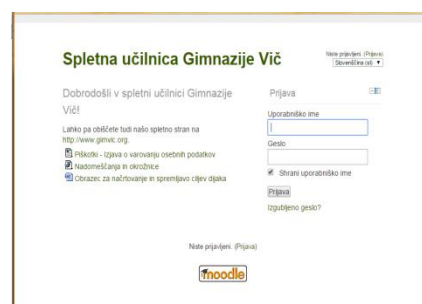 Spletna učilnica Gimnazije Vič
Niste prijavljeni. (Prijava)
Slovenščina (sl)
Dobrodošli v spletni učilnici Gimnazije
Vič!
Lahko pa obiščete tudi našo spletno stran na
http://www.gimvic.org.
Piškotki - Izjava o varovanju osebnih podatkov
Nadomeščanja in okrožnice
Obrazec za načrtovanje in spremljavo ciljev dijaka
Prijava
Uporabniško ime
Geslo
Shrani uporabniško ime
Prijava
Izgubljeno geslo?
Niste prijavljeni. (Prijava)
moodle